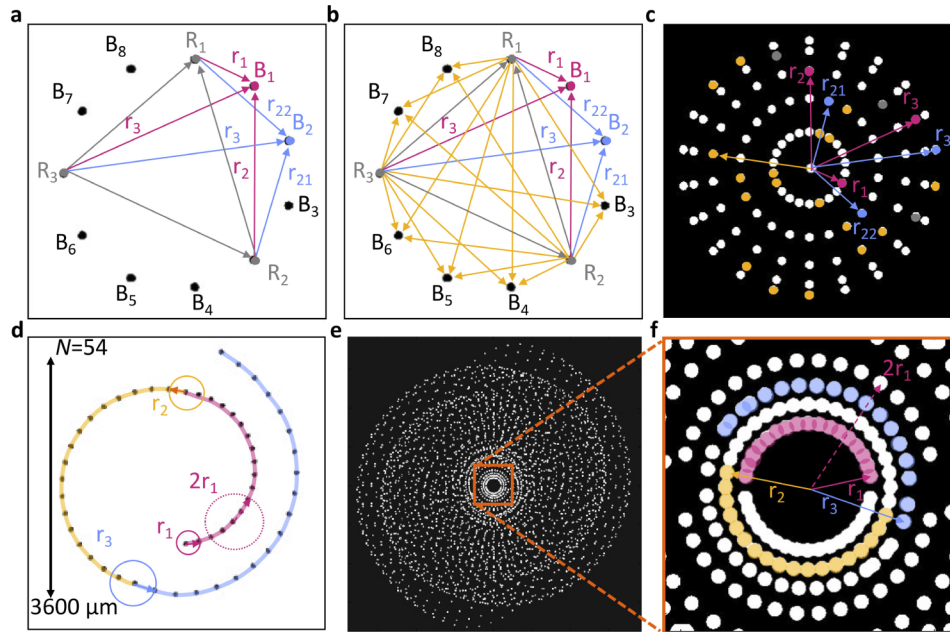 a
B₈
R₁
r₁
B₁
B₇
r₂₂
B₂
r₃
R₃
r₂
r₂₁
B₃
B₆
R₂
B₅
B₄
b
B₈
R₁
r₁
B₁
B₇
r₂₂
B₂
r₃
R₃
r₂
r₂₁
B₃
B₆
R₂
B₅
B₄
c
r₂
r₂₁
r₃
r₃
r₁
r₂₂
d
N=54
r₂
2r₁
r₁
r₃
3600 μm
e
f
2r₁
r₂
r₁
r₃